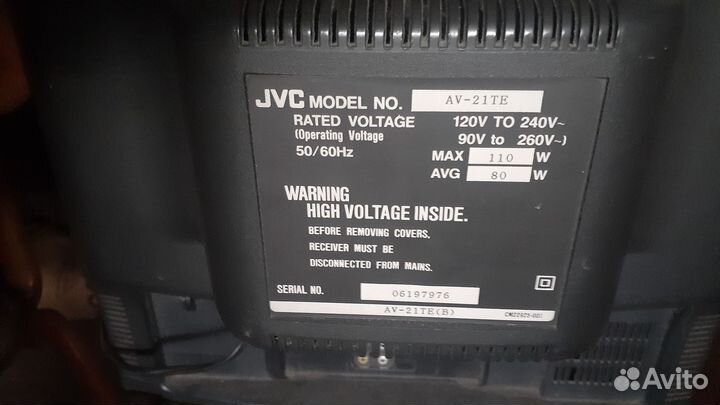 JVC MODEL NO. AV-21TE
RATED VOLTAGE 120V TO 240V~
(Operating Voltage 90V to 260V~)
50/60Hz MAX 110 W
AVG 80 W
WARNING
HIGH VOLTAGE INSIDE.
BEFORE REMOVING COVERS,
RECEIVER MUST BE
DISCONNECTED FROM MAINS.
SERIAL NO. 06197976
AV-21TE(B)
Avito